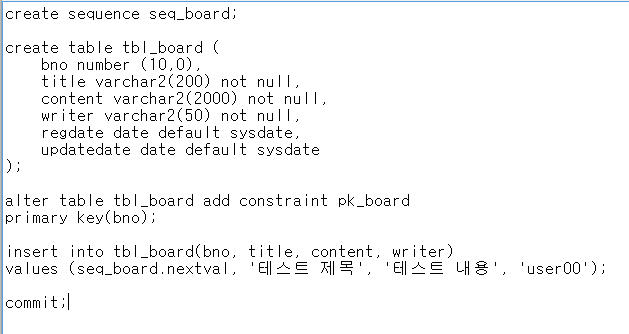 create sequence seq_board;
create table tbl_board (
bno number (10,0),
title varchar2(200) not null,
content varchar2(2000) not null,
writer varchar2(50) not null,
regdate date default sysdate,
updatedate date default sysdate
);
alter table tbl_board add constraint pk_board
primary key(bno);
insert into tbl_board(bno, title, content, writer)
values (seq_board.nextval, '테스트 제목', '테스트 내용', 'user00');
commit;